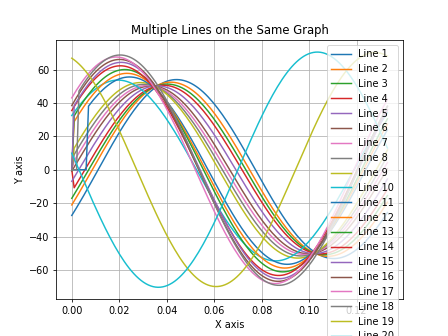 Multiple Lines on the Same Graph
Y axis
60
40
20
0
−20
−40
−60
0.00
0.02
0.04
0.06
0.08
0.10
X axis
Line 1
Line 2
Line 3
Line 4
Line 5
Line 6
Line 7
Line 8
Line 9
Line 10
Line 11
Line 12
Line 13
Line 14
Line 15
Line 16
Line 17
Line 18
Line 19
Line 20